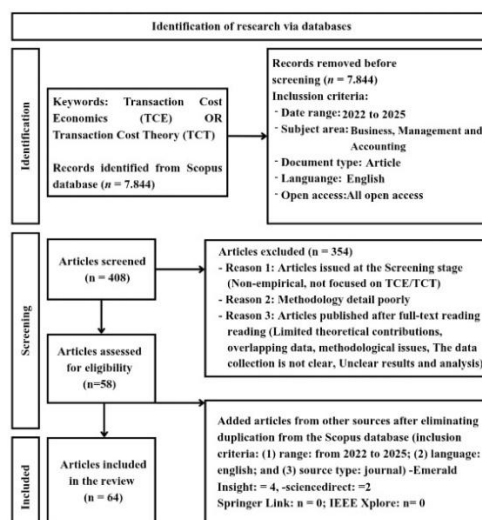 Identification of research via databases
Identification
Keywords: Transaction Cost
Economics (TCE) OR
Transaction Cost Theory (TCT)
Records identified from Scopus
database (n = 7.844)
Records removed before
screening (n = 7.844)
Inclussion criteria:
- Date range: 2022 to 2025
- Subject area: Business, Management and
Accounting
- Document type: Article
- Languange: English
- Open access: All open access
Screening
Articles screened
(n = 408)
Articles excluded (n = 354)
- Reason 1: Articles issued at the Screening stage
(Non-empirical, not focused on TCE/TCT)
- Reason 2: Methodology detail poorly
- Reason 3: Articles published after full-text reading
reading (Limited theoretical contributions,
overlapping data, methodological issues, The data
collection is not clear, Unclear results and analysis)
Articles assessed
for eligibility
(n=58)
Included
Articles included
in the review
(n = 64)
Added articles from other sources after eliminating
duplication from the Scopus database (inclusion
criteria: (1) range: from 2022 to 2025; (2) language:
english; and (3) source type: journal) -Emerald
Insight: = 4, -sciencedirect: =2
Springer Link: n = 0; IEEE Xplore: n= 0